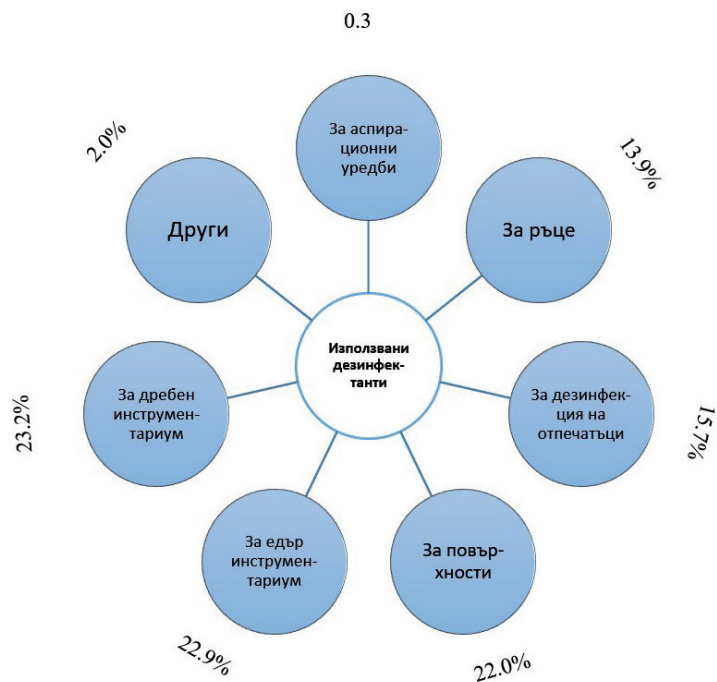 0.3
За аспира-
ционни
уредби
13.9%
За ръце
15.7%
За дезинфек-
ция на
отпечатъци
22.0%
За повър-
хности
22.9%
За едър
инструмен-
тариум
23.2%
За дребен
инструмен-
тариум
2.0%
Други
Използвани
дезинфек-
танти